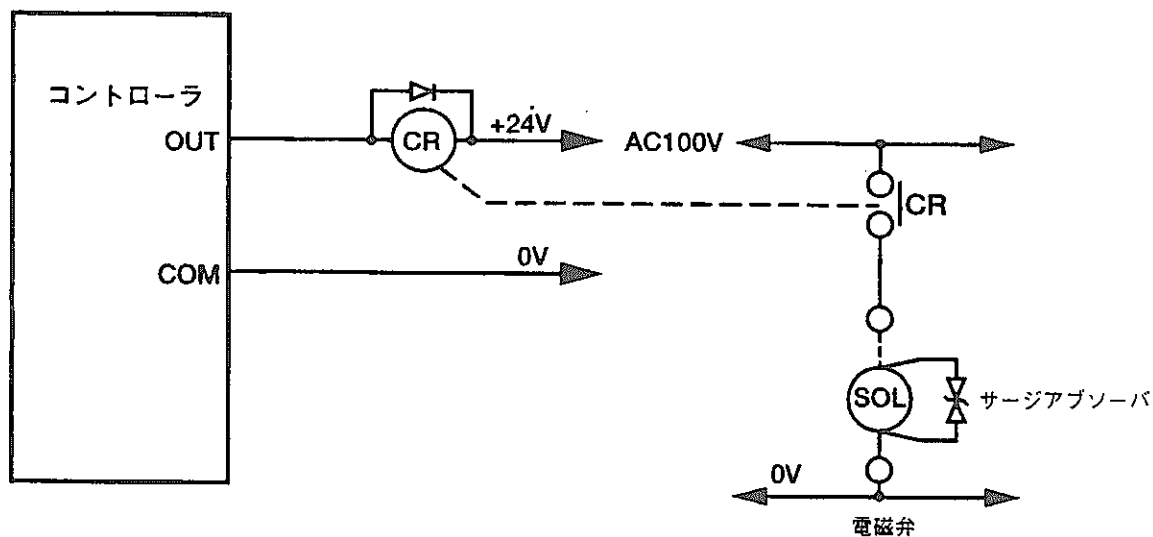 コントローラ
OUT
CR
+24V
AC100V
CR
COM
0V
SOL
サージアブソーバ
0V
電磁弁